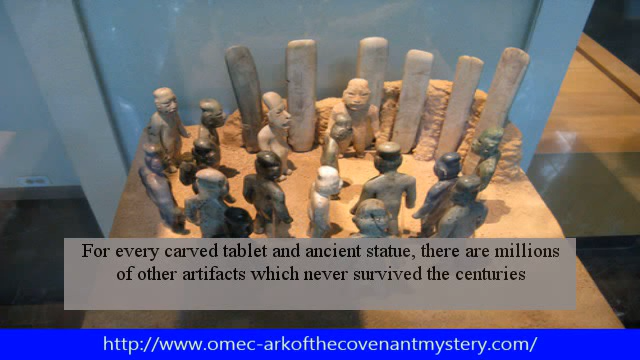 For every carved tablet and ancient statue, there are millions
of other artifacts which never survived the centuries
http://www.omec-arkofthecovenantmystery.com/